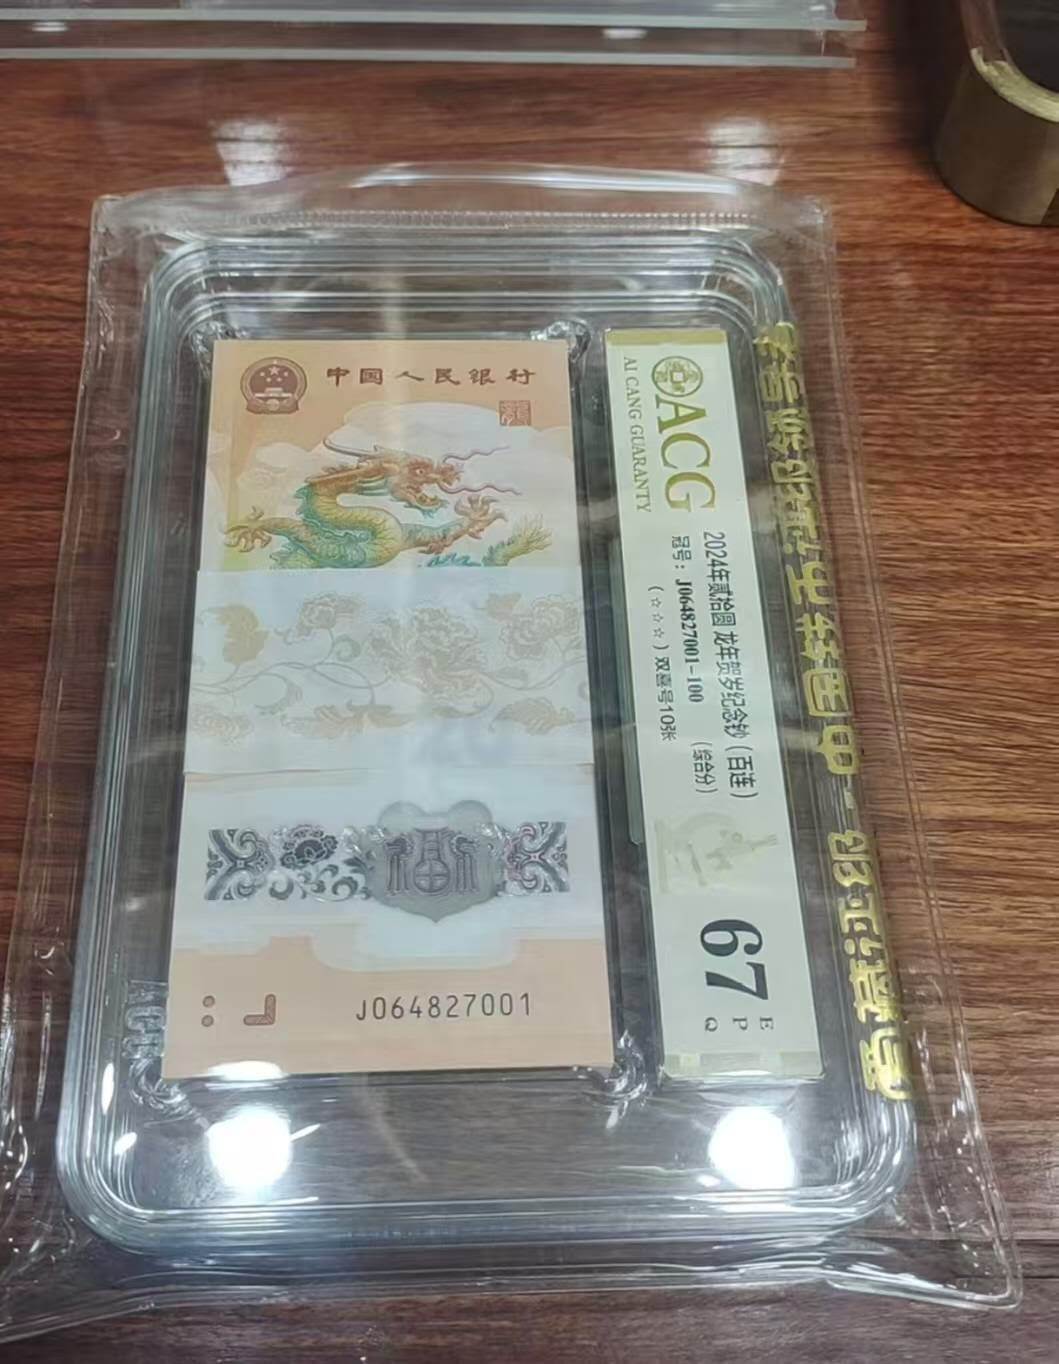 中国人民银行
J064827001
ACG
AI CANG GUARANTY
2024年贰拾圆 龙年贺岁纪念钞（百连）
冠号：J064827001-100
(综合分)
(☆☆☆) 双喜号10张
67
E
P
Q